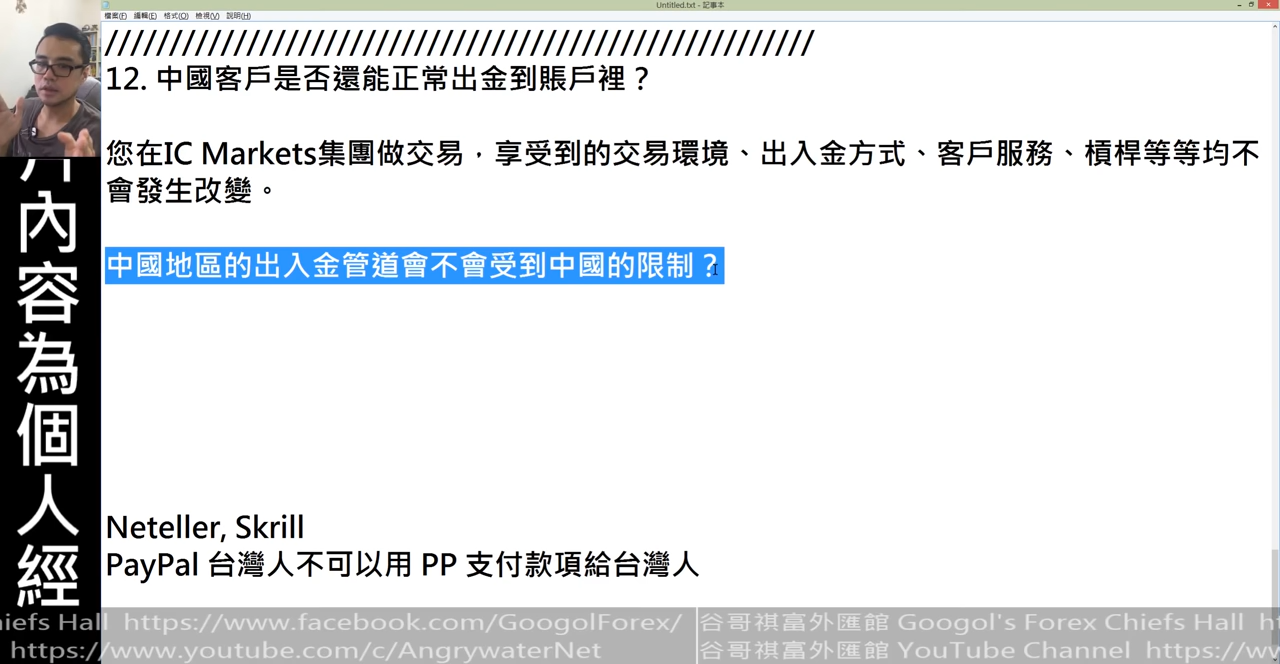 Untitled.txt - 記事本
檔案(F) 編輯(E) 格式(O) 檢視(V) 說明(H)
//////////////////////////////////////////////////////////
12. 中國客戶是否還能正常出金到賬戶裡？
您在IC Markets集團做交易，享受到的交易環境、出入金方式、客戶服務、槓桿等等均不
會發生改變。
中國地區的出入金管道會不會受到中國的限制？
Neteller, Skrill
PayPal 台灣人不可以用 PP 支付款項給台灣人
內容為個人經
hiefs Hall https://www.facebook.com/GoogolForex/
谷哥祺富外匯館 Googol's Forex Chiefs Hall
https://www.youtube.com/c/AngrywaterNet
谷哥祺富外匯館 YouTube Channel https://ww